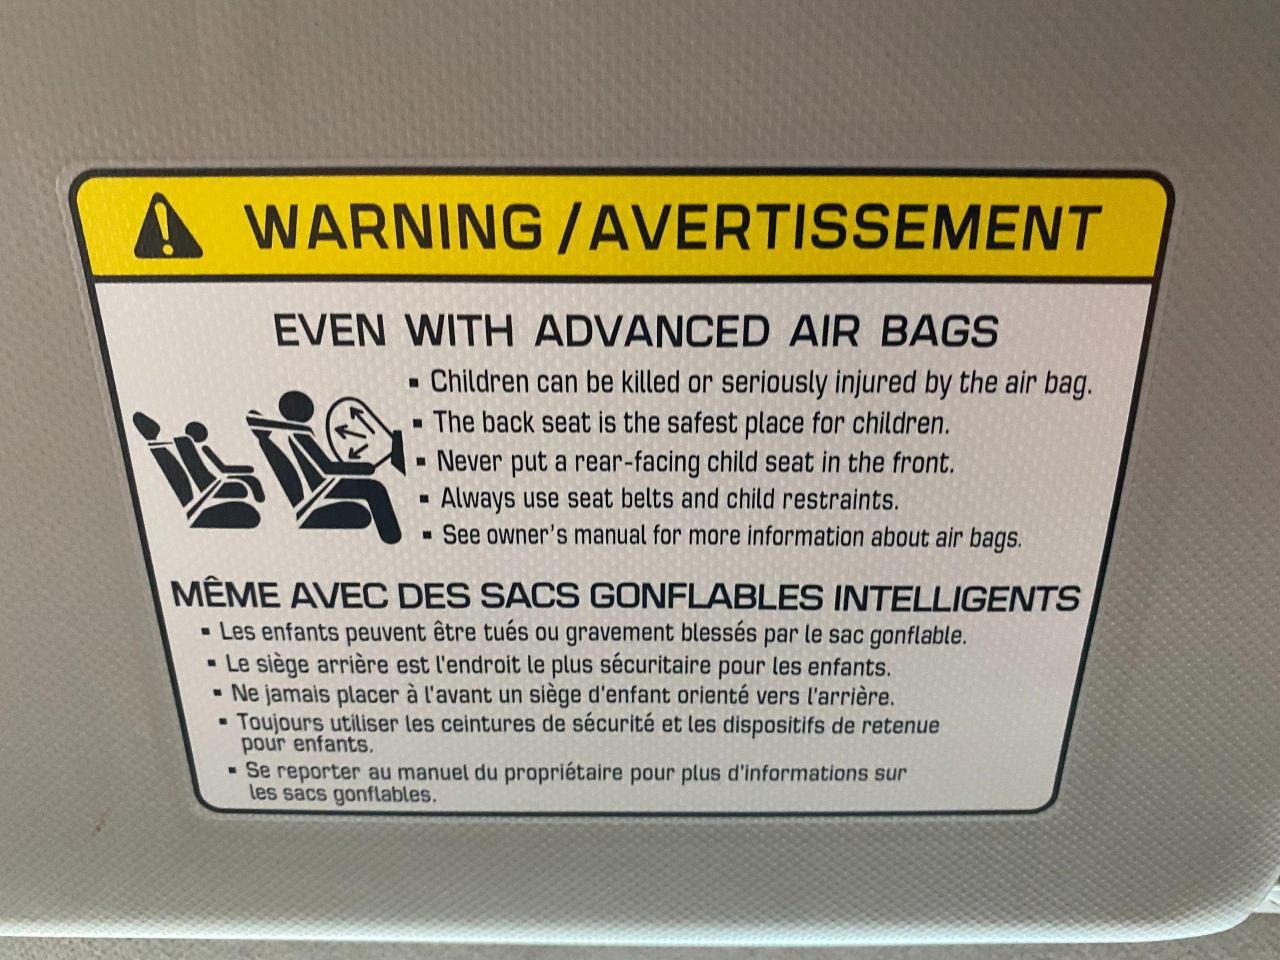 WARNING / AVERTISSEMENT
EVEN WITH ADVANCED AIR BAGS
▪ Children can be killed or seriously injured by the air bag.
▪ The back seat is the safest place for children.
▪ Never put a rear-facing child seat in the front.
▪ Always use seat belts and child restraints.
▪ See owner's manual for more information about air bags.
MÊME AVEC DES SACS GONFLABLES INTELLIGENTS
▪ Les enfants peuvent être tués ou gravement blessés par le sac gonflable.
▪ Le siège arrière est l'endroit le plus sécuritaire pour les enfants.
▪ Ne jamais placer à l'avant un siège d'enfant orienté vers l'arrière.
▪ Toujours utiliser les ceintures de sécurité et les dispositifs de retenue
pour enfants.
▪ Se reporter au manuel du propriétaire pour plus d'informations sur
les sacs gonflables.